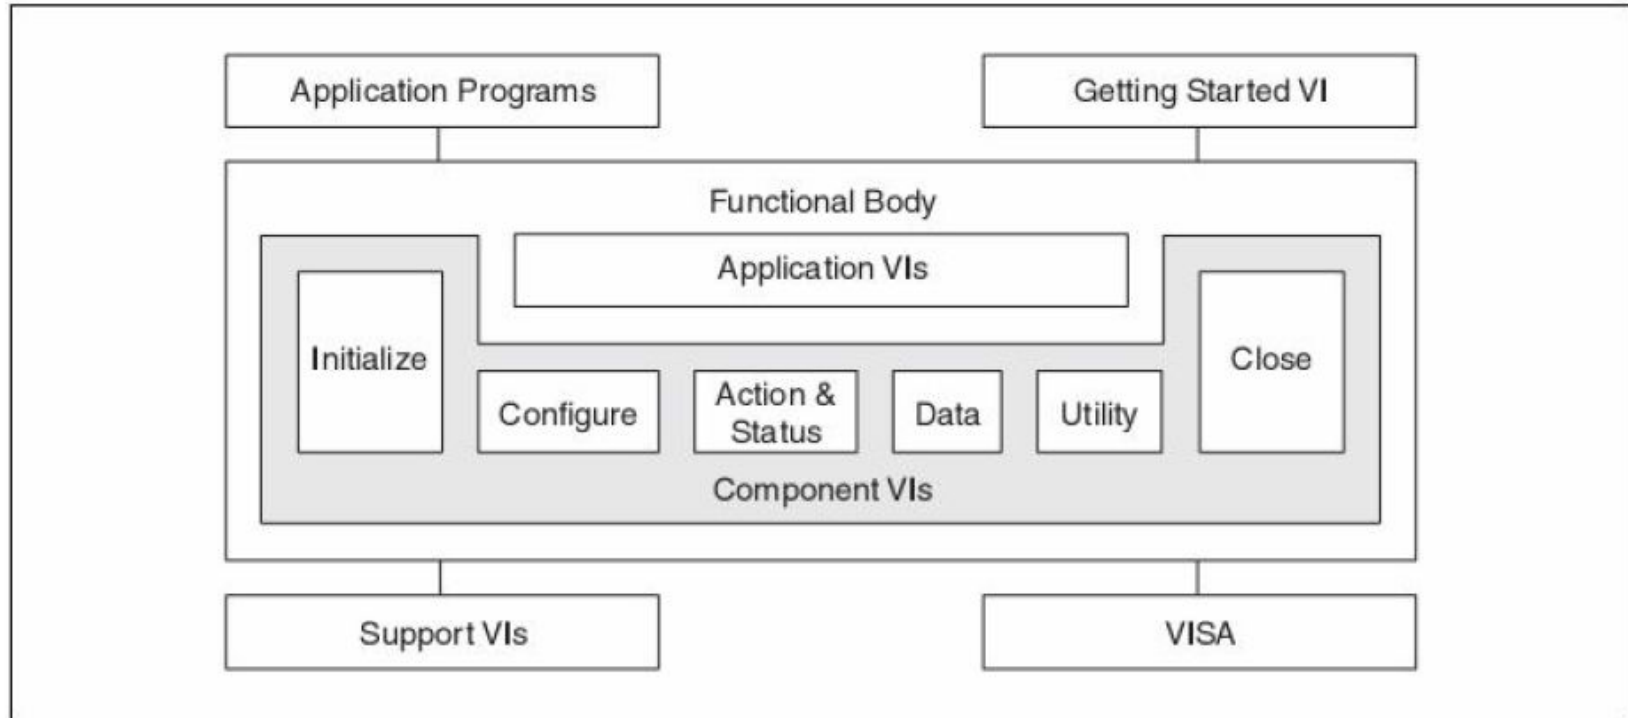 Application Programs
Getting Started VI
Functional Body
Application VIs
Initialize
Close
Configure
Action &
Status
Data
Utility
Component VIs
Support VIs
VISA